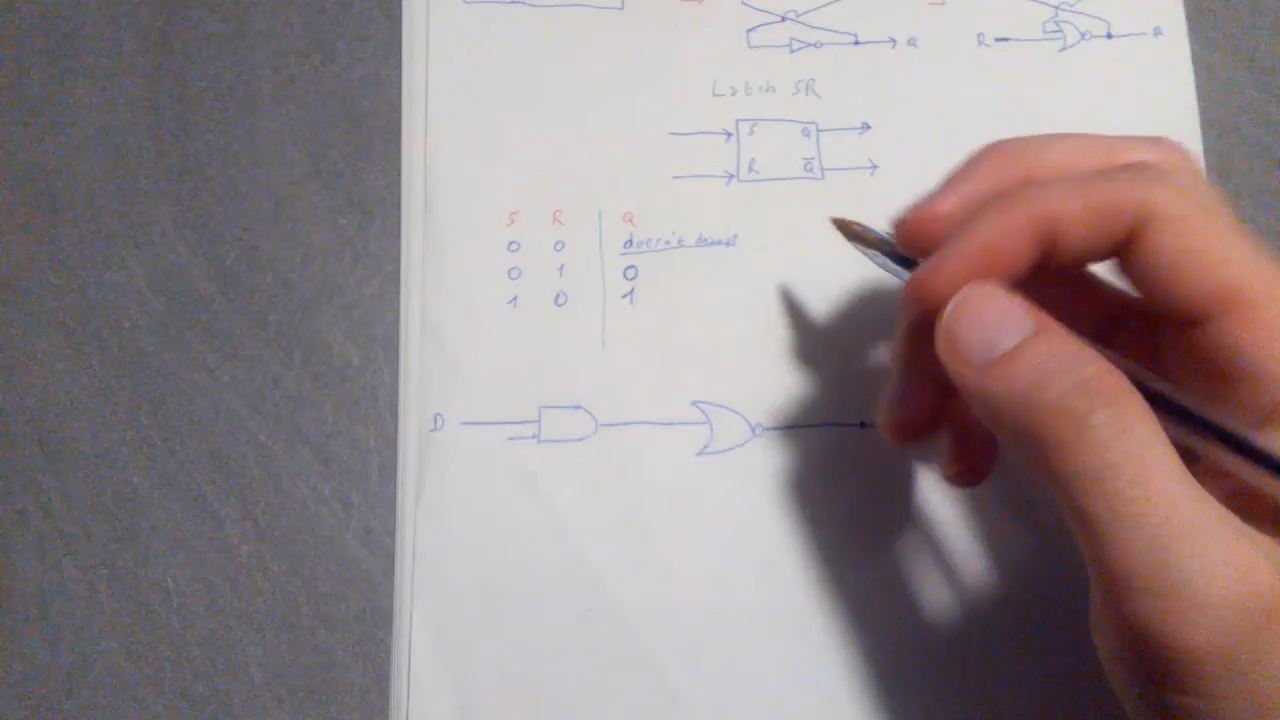 Q
R Q
Latch SR
S Q
R Q̅
S R Q
0 0 doesn't
0 1 0
1 0 1
D